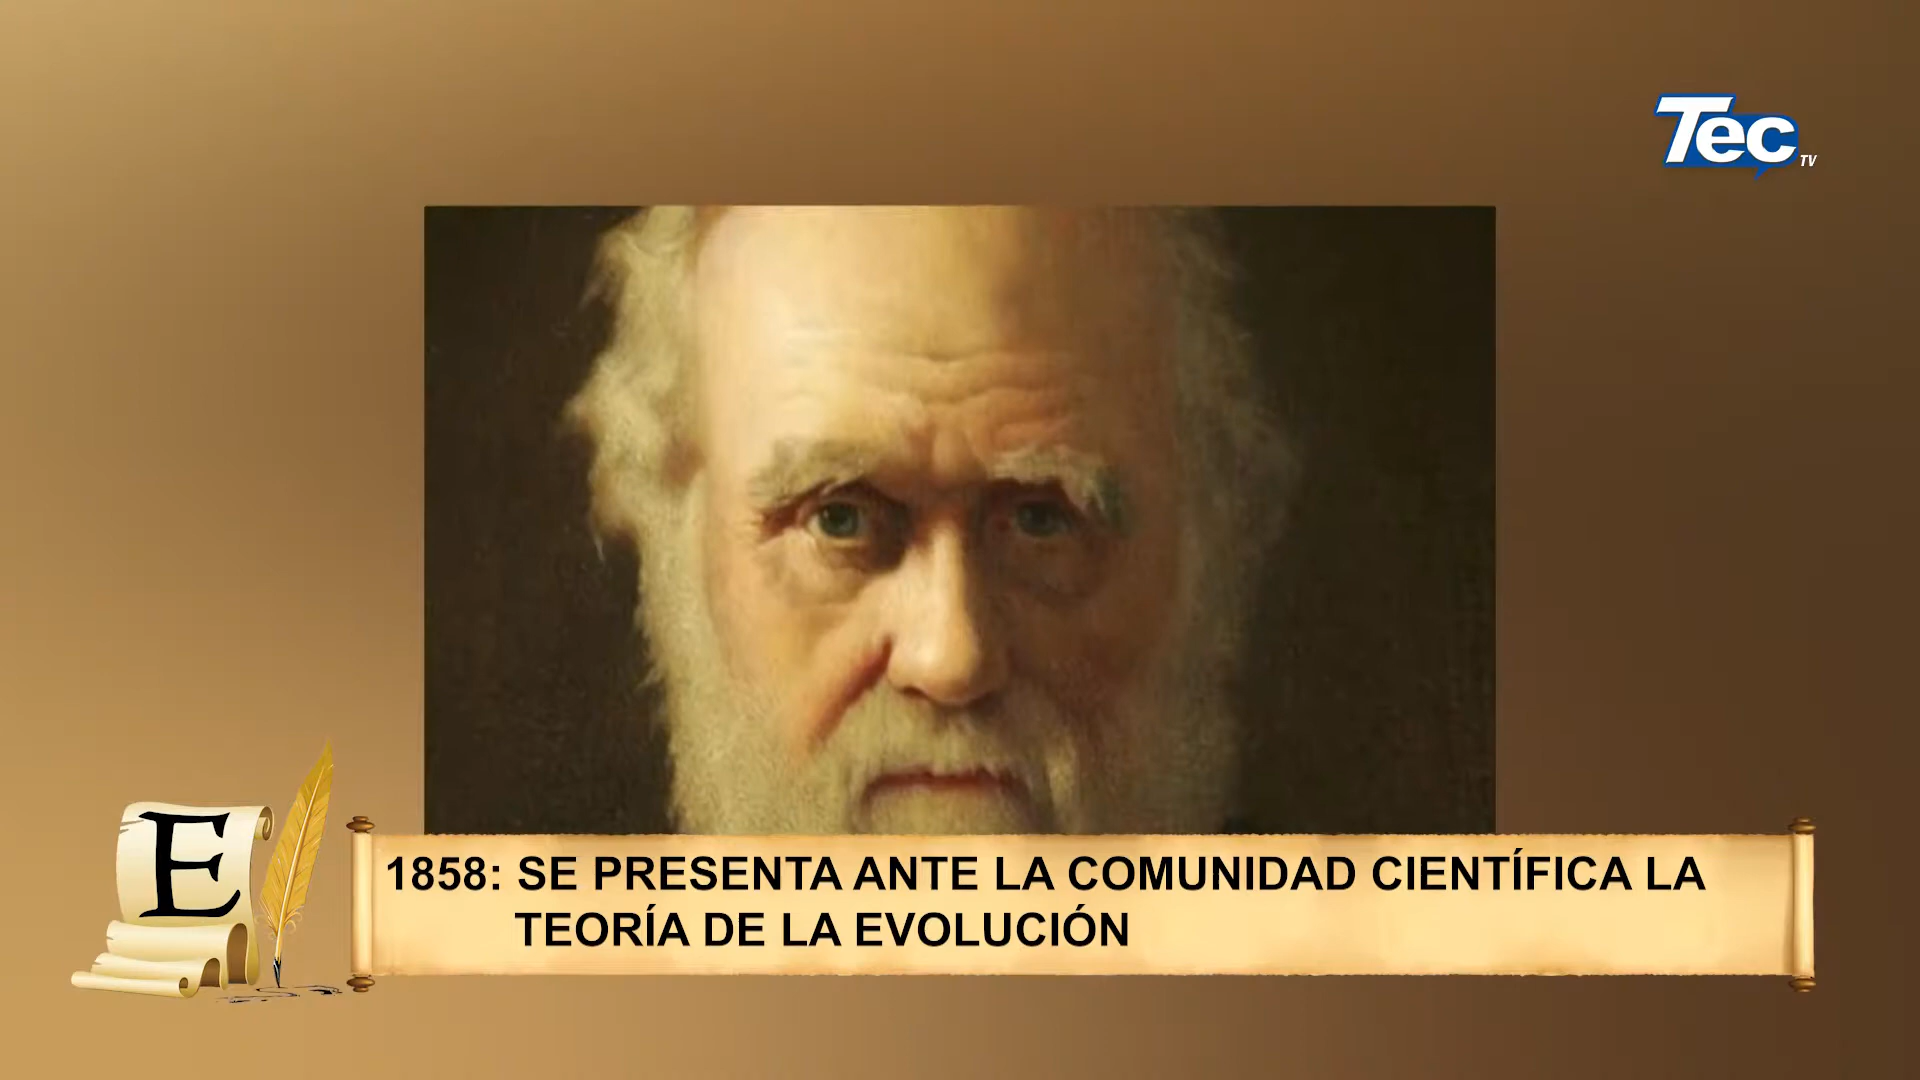 Tec TV
E
1858: SE PRESENTA ANTE LA COMUNIDAD CIENTÍFICA LA
TEORÍA DE LA EVOLUCIÓN